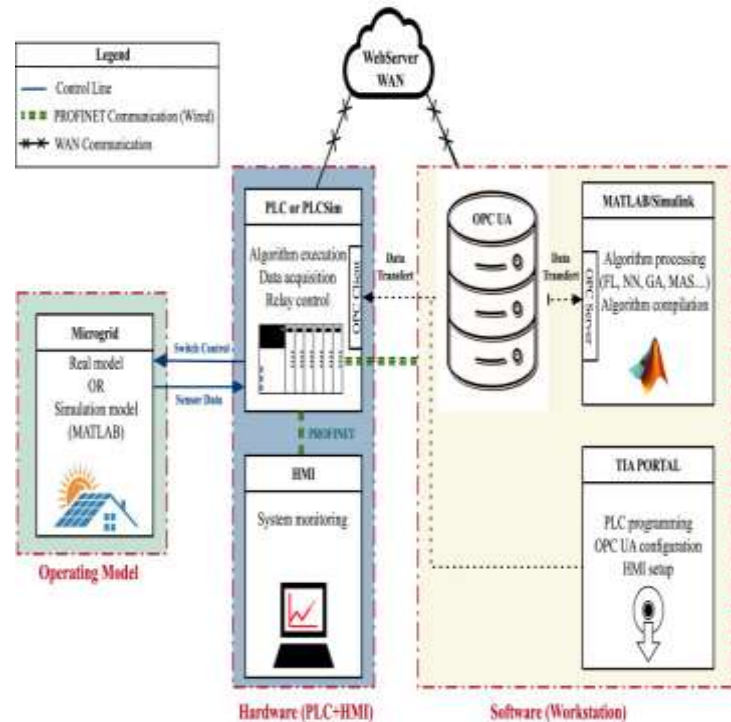 Legend
Control Line
PROFINET Communication (Wired)
WAN Communication
WebServer
WAN
PLC or PLCSim
Algorithm execution
Data acquisition
Relay control
OPC Client
Data
Transfert
OPC UA
Data
Transfert
OPC Server
MATLAB/Simulink
Algorithm processing
(FL, NN, GA, MAS...)
Algorithm compilation
Microgrid
Real model
OR
Simulation model
(MATLAB)
Switch Control
Sensor Data
Operating Model
PROFINET
HMI
System monitoring
Hardware (PLC+HMI)
TIA PORTAL
PLC programming
OPC UA configuration
HMI setup
Software (Workstation)